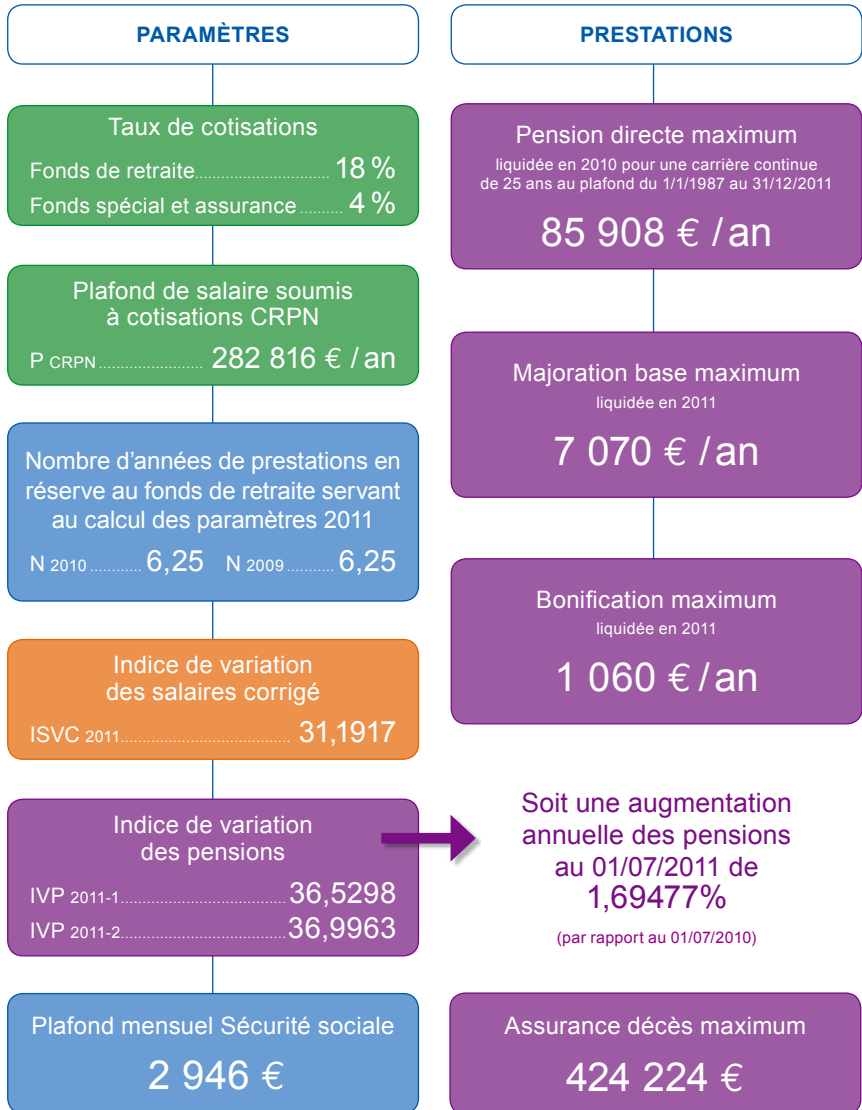 PARAMÈTRES
Taux de cotisations
Fonds de retraite.................................. 18 %
Fonds spécial et assurance.......... 4 %
Plafond de salaire soumis
à cotisations CRPN
P CRPN........................ 282 816 € / an
Nombre d'années de prestations en
réserve au fonds de retraite servant
au calcul des paramètres 2011
N 2010............ 6,25 N 2009............ 6,25
Indice de variation
des salaires corrigé
ISVC 2011........................................... 31,1917
Indice de variation
des pensions
IVP 2011-1.......................................... 36,5298
IVP 2011-2.......................................... 36,9963
Plafond mensuel Sécurité sociale
2 946 €
PRESTATIONS
Pension directe maximum
liquidée en 2010 pour une carrière continue
de 25 ans au plafond du 1/1/1987 au 31/12/2011
85 908 € / an
Majoration base maximum
liquidée en 2011
7 070 € / an
Bonification maximum
liquidée en 2011
1 060 € / an
Soit une augmentation
annuelle des pensions
au 01/07/2011 de
1,69477%
(par rapport au 01/07/2010)
Assurance décès maximum
424 224 €